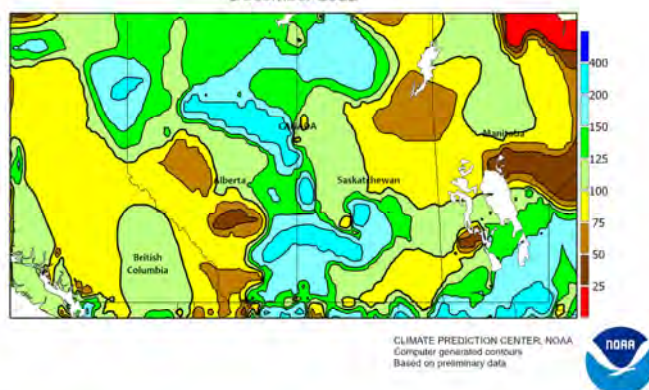 CANADA
Manitoba
Alberta
Saskatchewan
British
Columbia
400
200
150
125
100
75
50
25
CLIMATE PREDICTION CENTER, NOAA
Computer generated contours
Based on preliminary data
NOAA